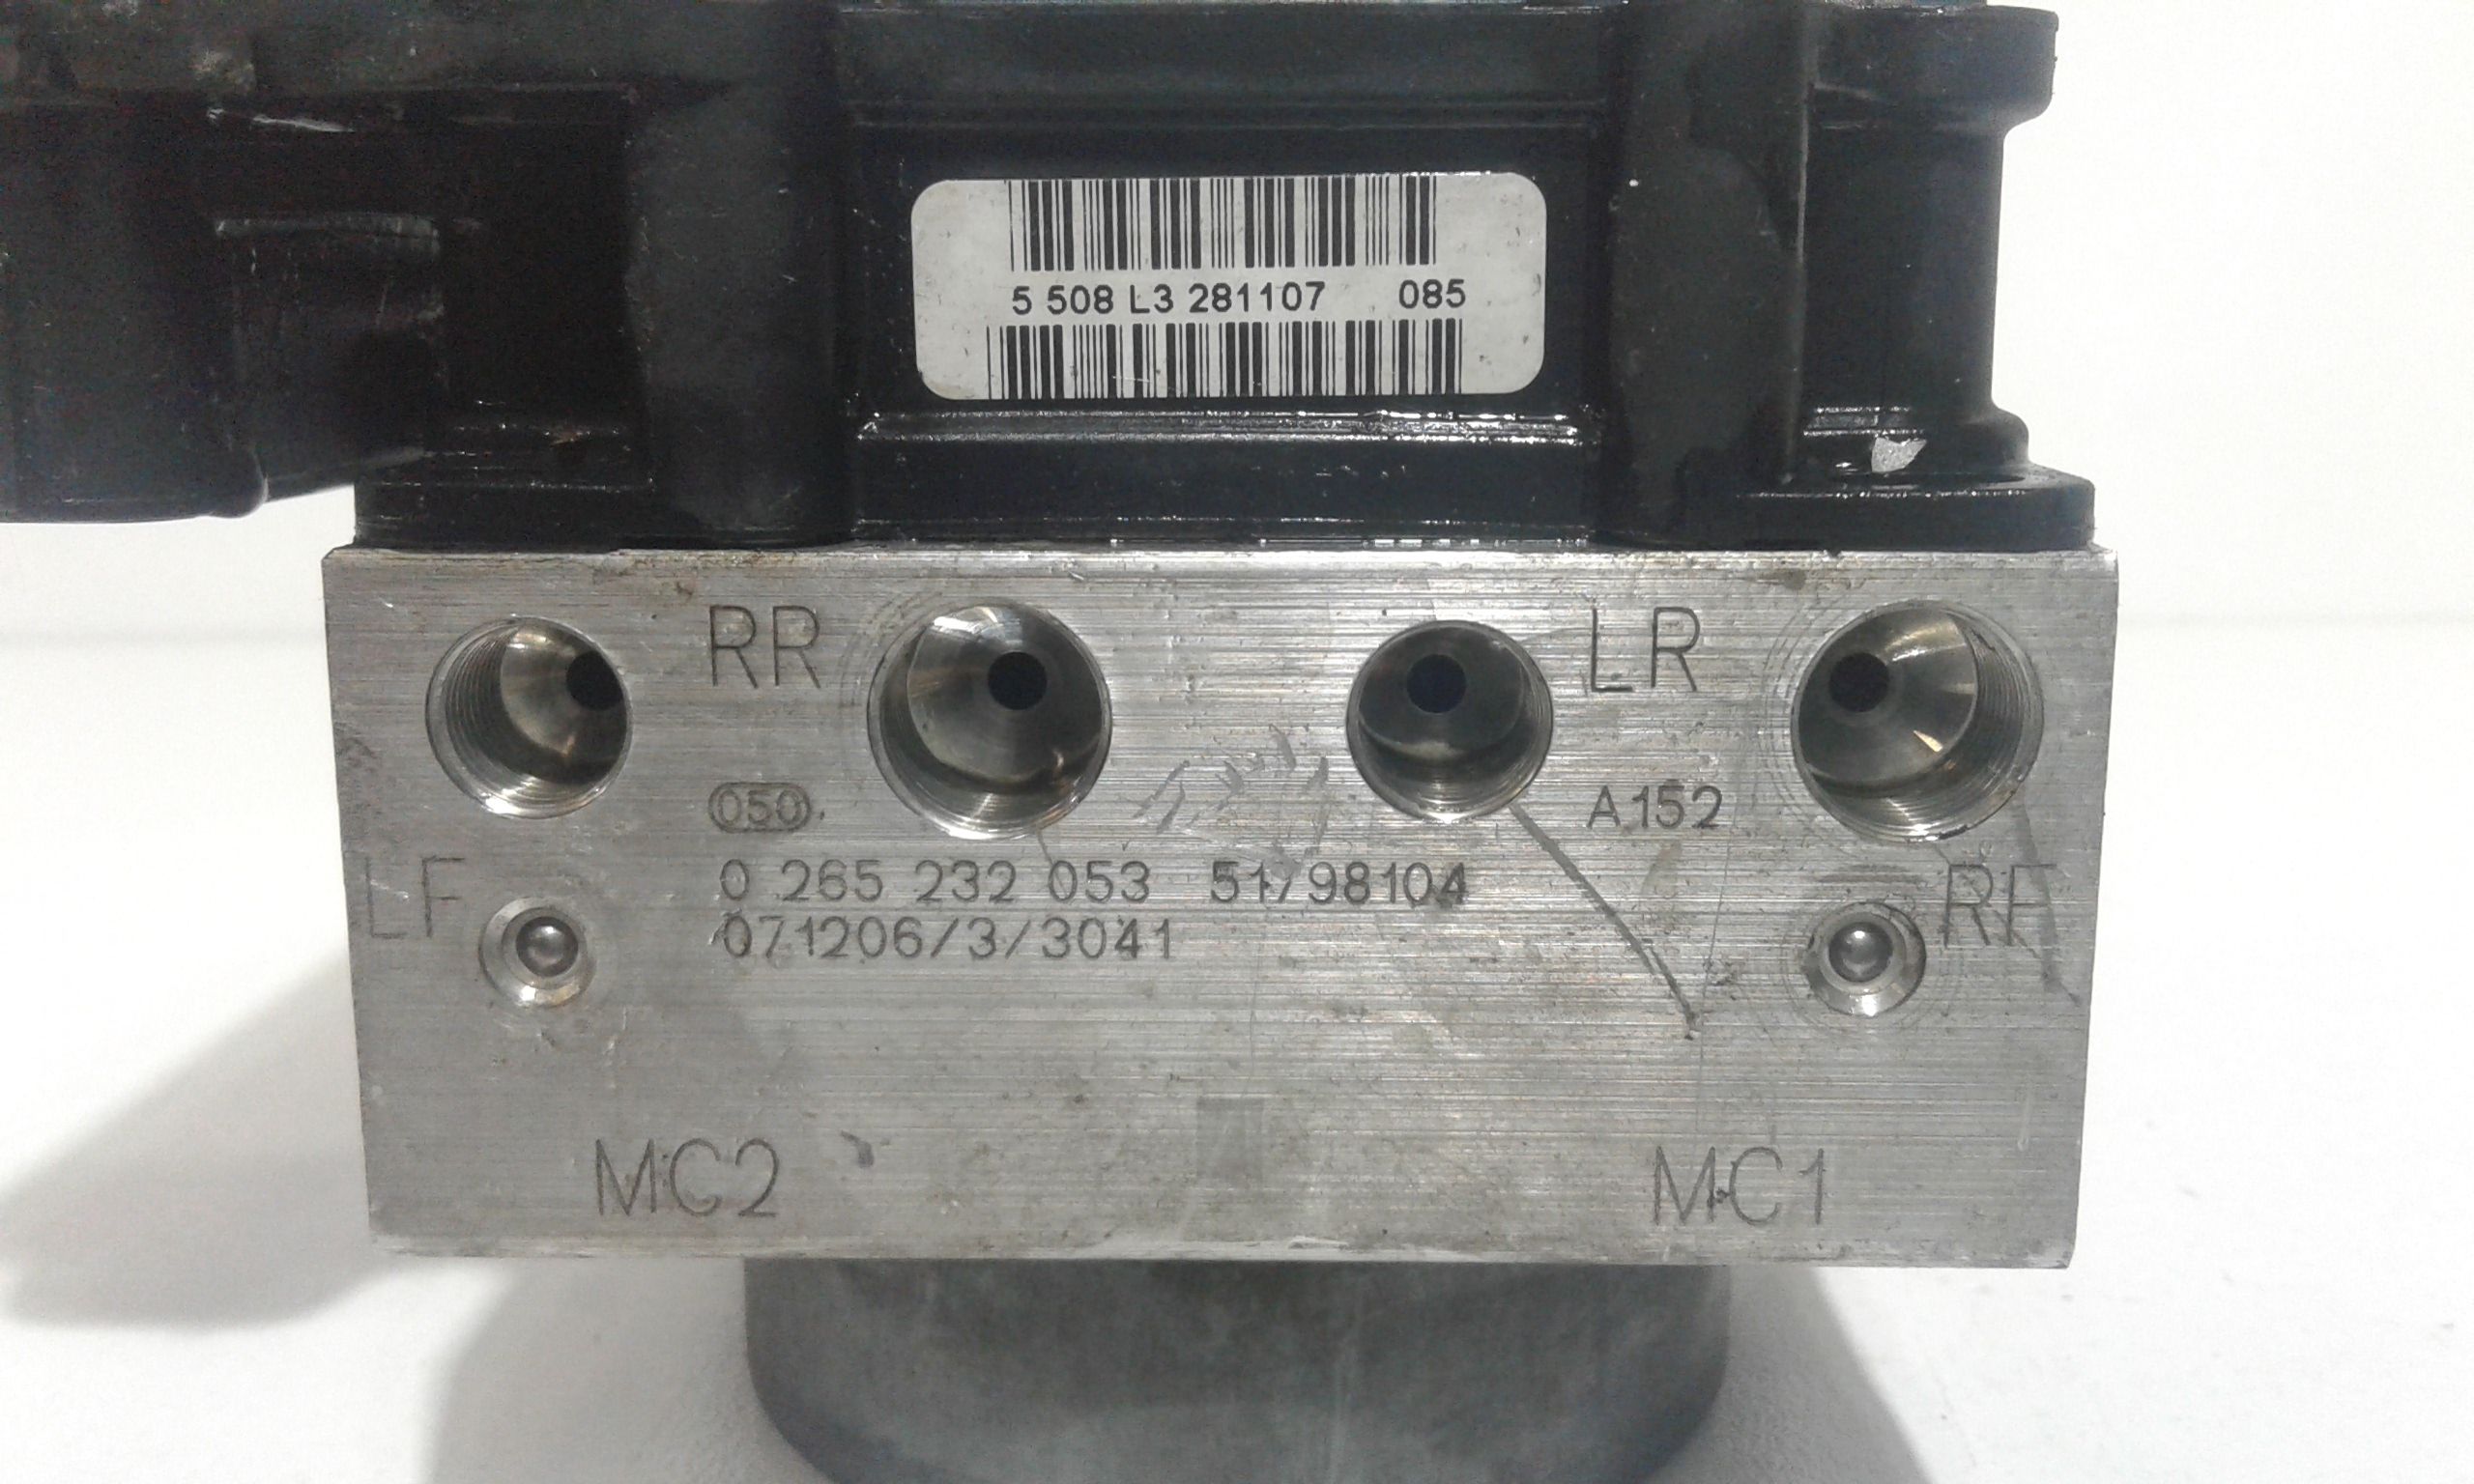 5 508 L3 281107 085
RR LR
050 A152
LF 0 265 232 053 51798104 RF
071206/3/3041
MC2 MC1